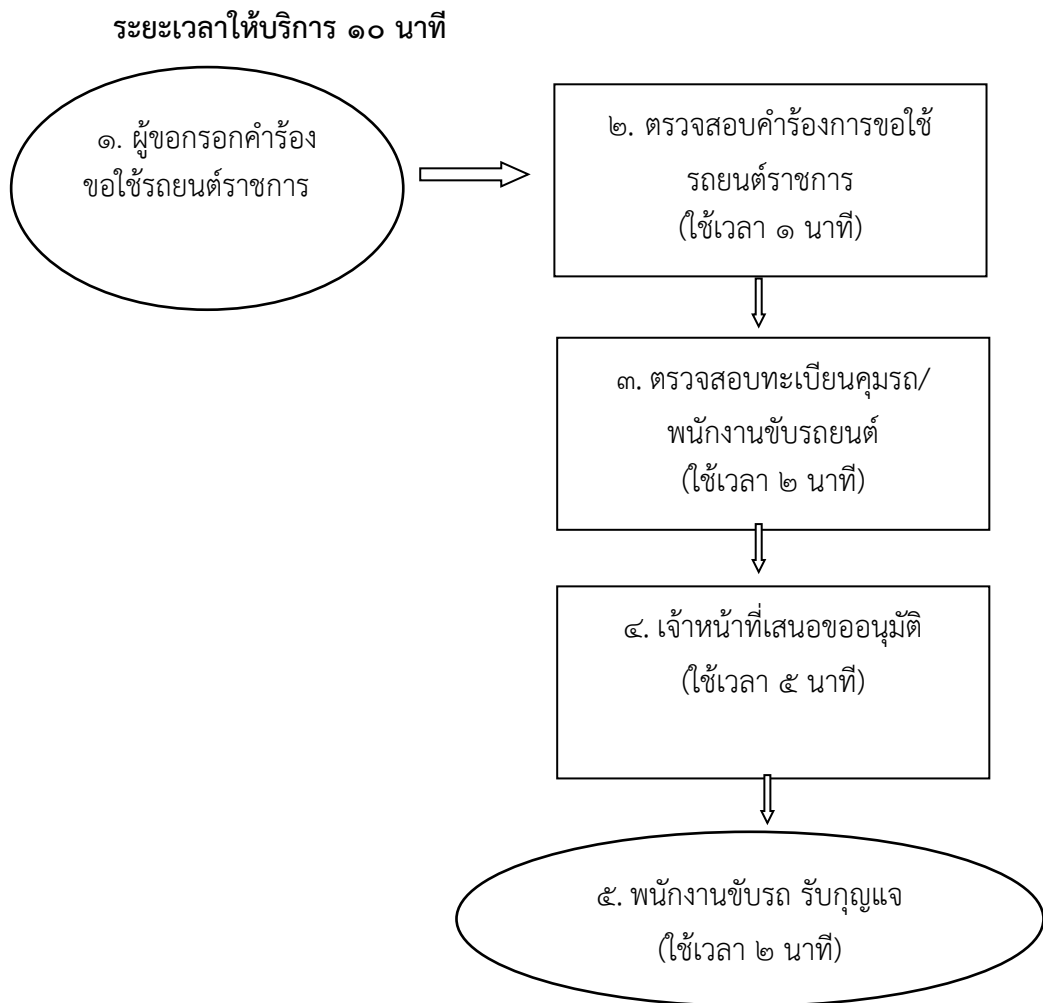 ระยะเวลาให้บริการ ๑๐ นาที
๑. ผู้ขอกรอกคำร้อง
ขอใช้รถยนต์ราชการ
๒. ตรวจสอบคำร้องการขอใช้
รถยนต์ราชการ
(ใช้เวลา ๑ นาที)
๓. ตรวจสอบทะเบียนคุมรถ/
พนักงานขับรถยนต์
(ใช้เวลา ๒ นาที)
๔. เจ้าหน้าที่เสนอขออนุมัติ
(ใช้เวลา ๕ นาที)
๕. พนักงานขับรถ รับกุญแจ
(ใช้เวลา ๒ นาที)